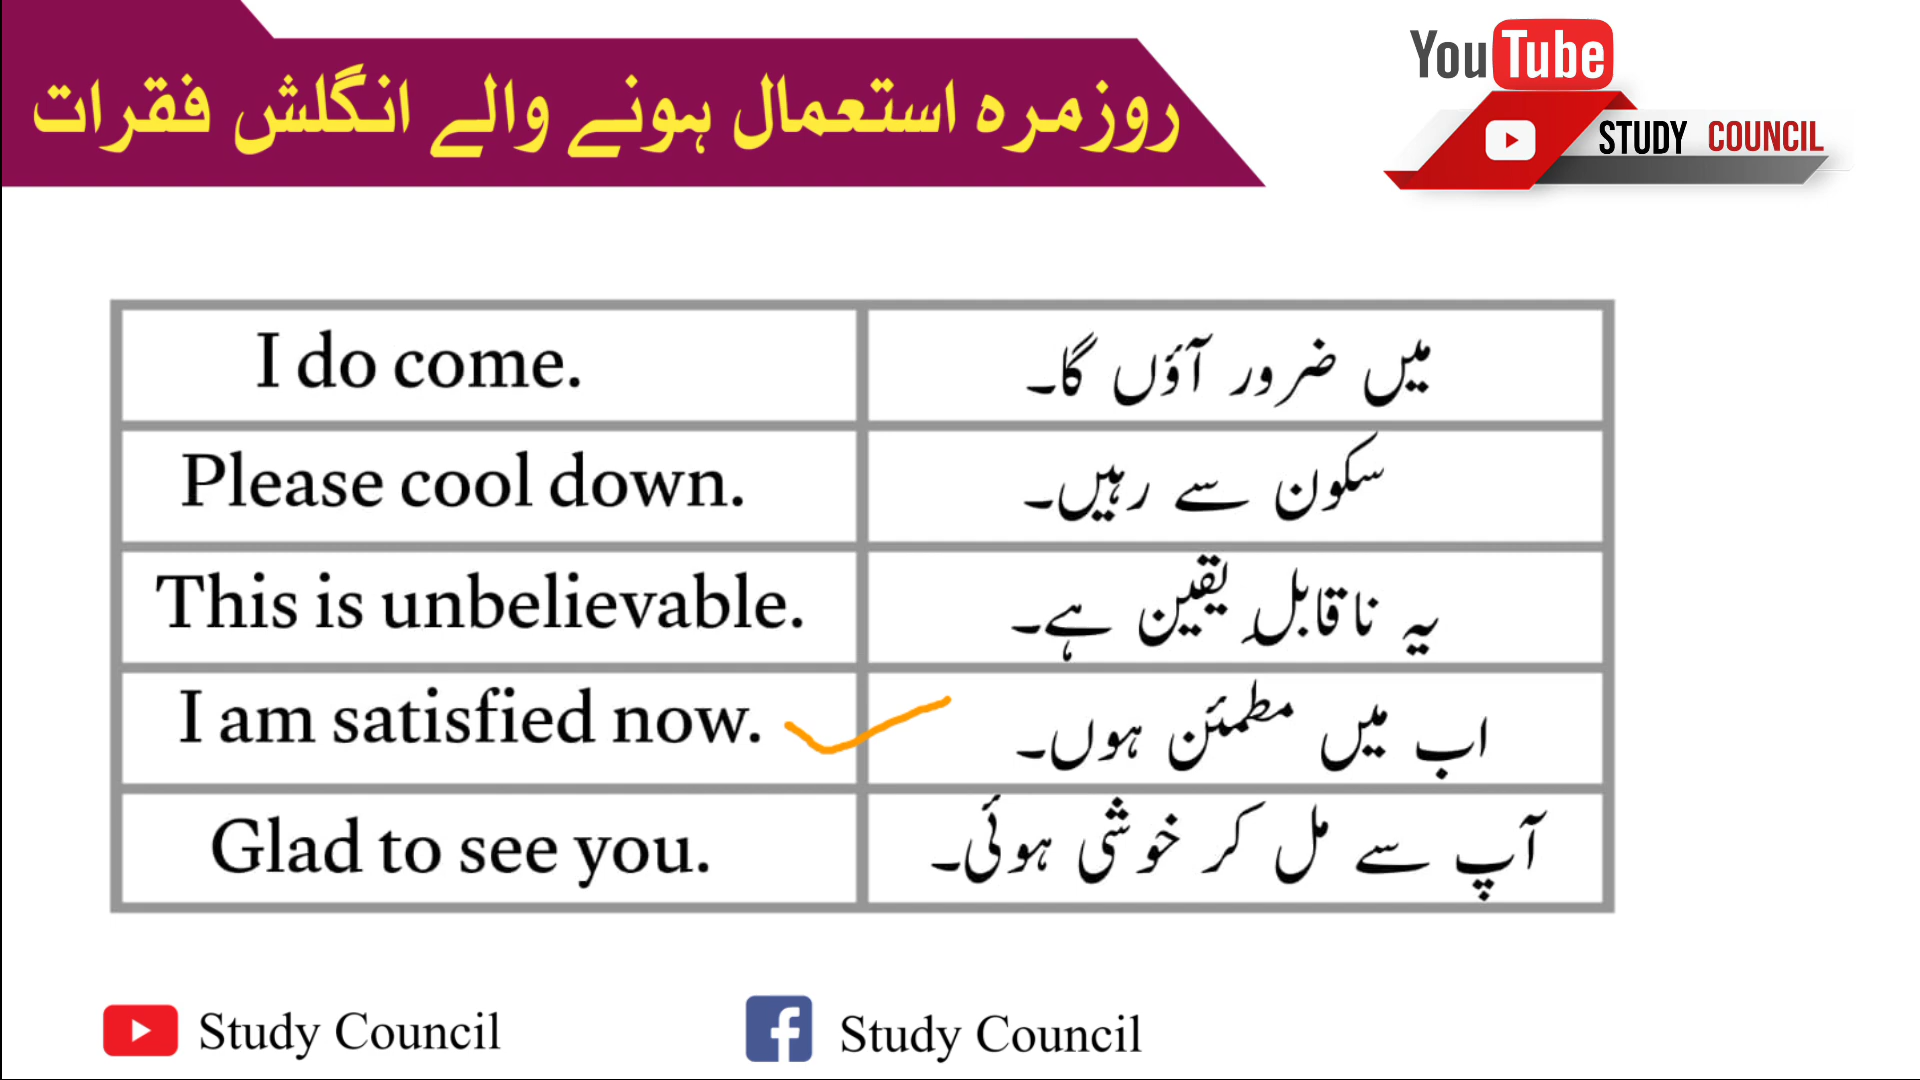 روزمرہ استعمال ہونے والے انگلش فقرات
YouTube
STUDY COUNCIL
I do come.
میں ضرور آؤں گا۔
Please cool down.
سکون سے رہیں۔
This is unbelievable.
یہ ناقابلِ یقین ہے۔
I am satisfied now.
اب میں مطمئن ہوں۔
Glad to see you.
آپ سے مل کر خوشی ہوئی۔
Study Council
Study Council